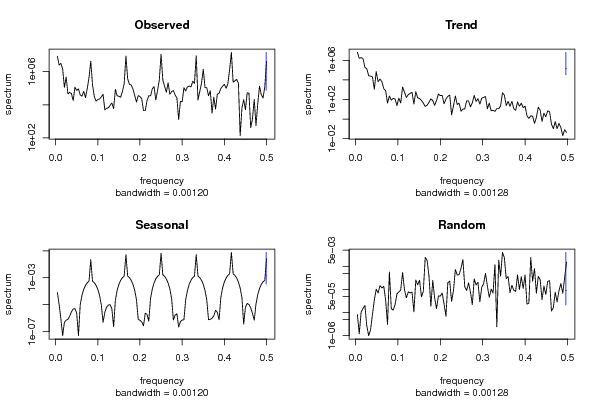 Observed
spectrum
1e+02
1e+06
0.0 0.1 0.2 0.3 0.4 0.5
frequency
bandwidth = 0.00120
Trend
spectrum
1e-02
1e+02
1e+06
0.0 0.1 0.2 0.3 0.4 0.5
frequency
bandwidth = 0.00128
Seasonal
spectrum
1e-07
1e-03
0.0 0.1 0.2 0.3 0.4 0.5
frequency
bandwidth = 0.00120
Random
spectrum
1e-06
5e-05
5e-03
0.0 0.1 0.2 0.3 0.4 0.5
frequency
bandwidth = 0.00128